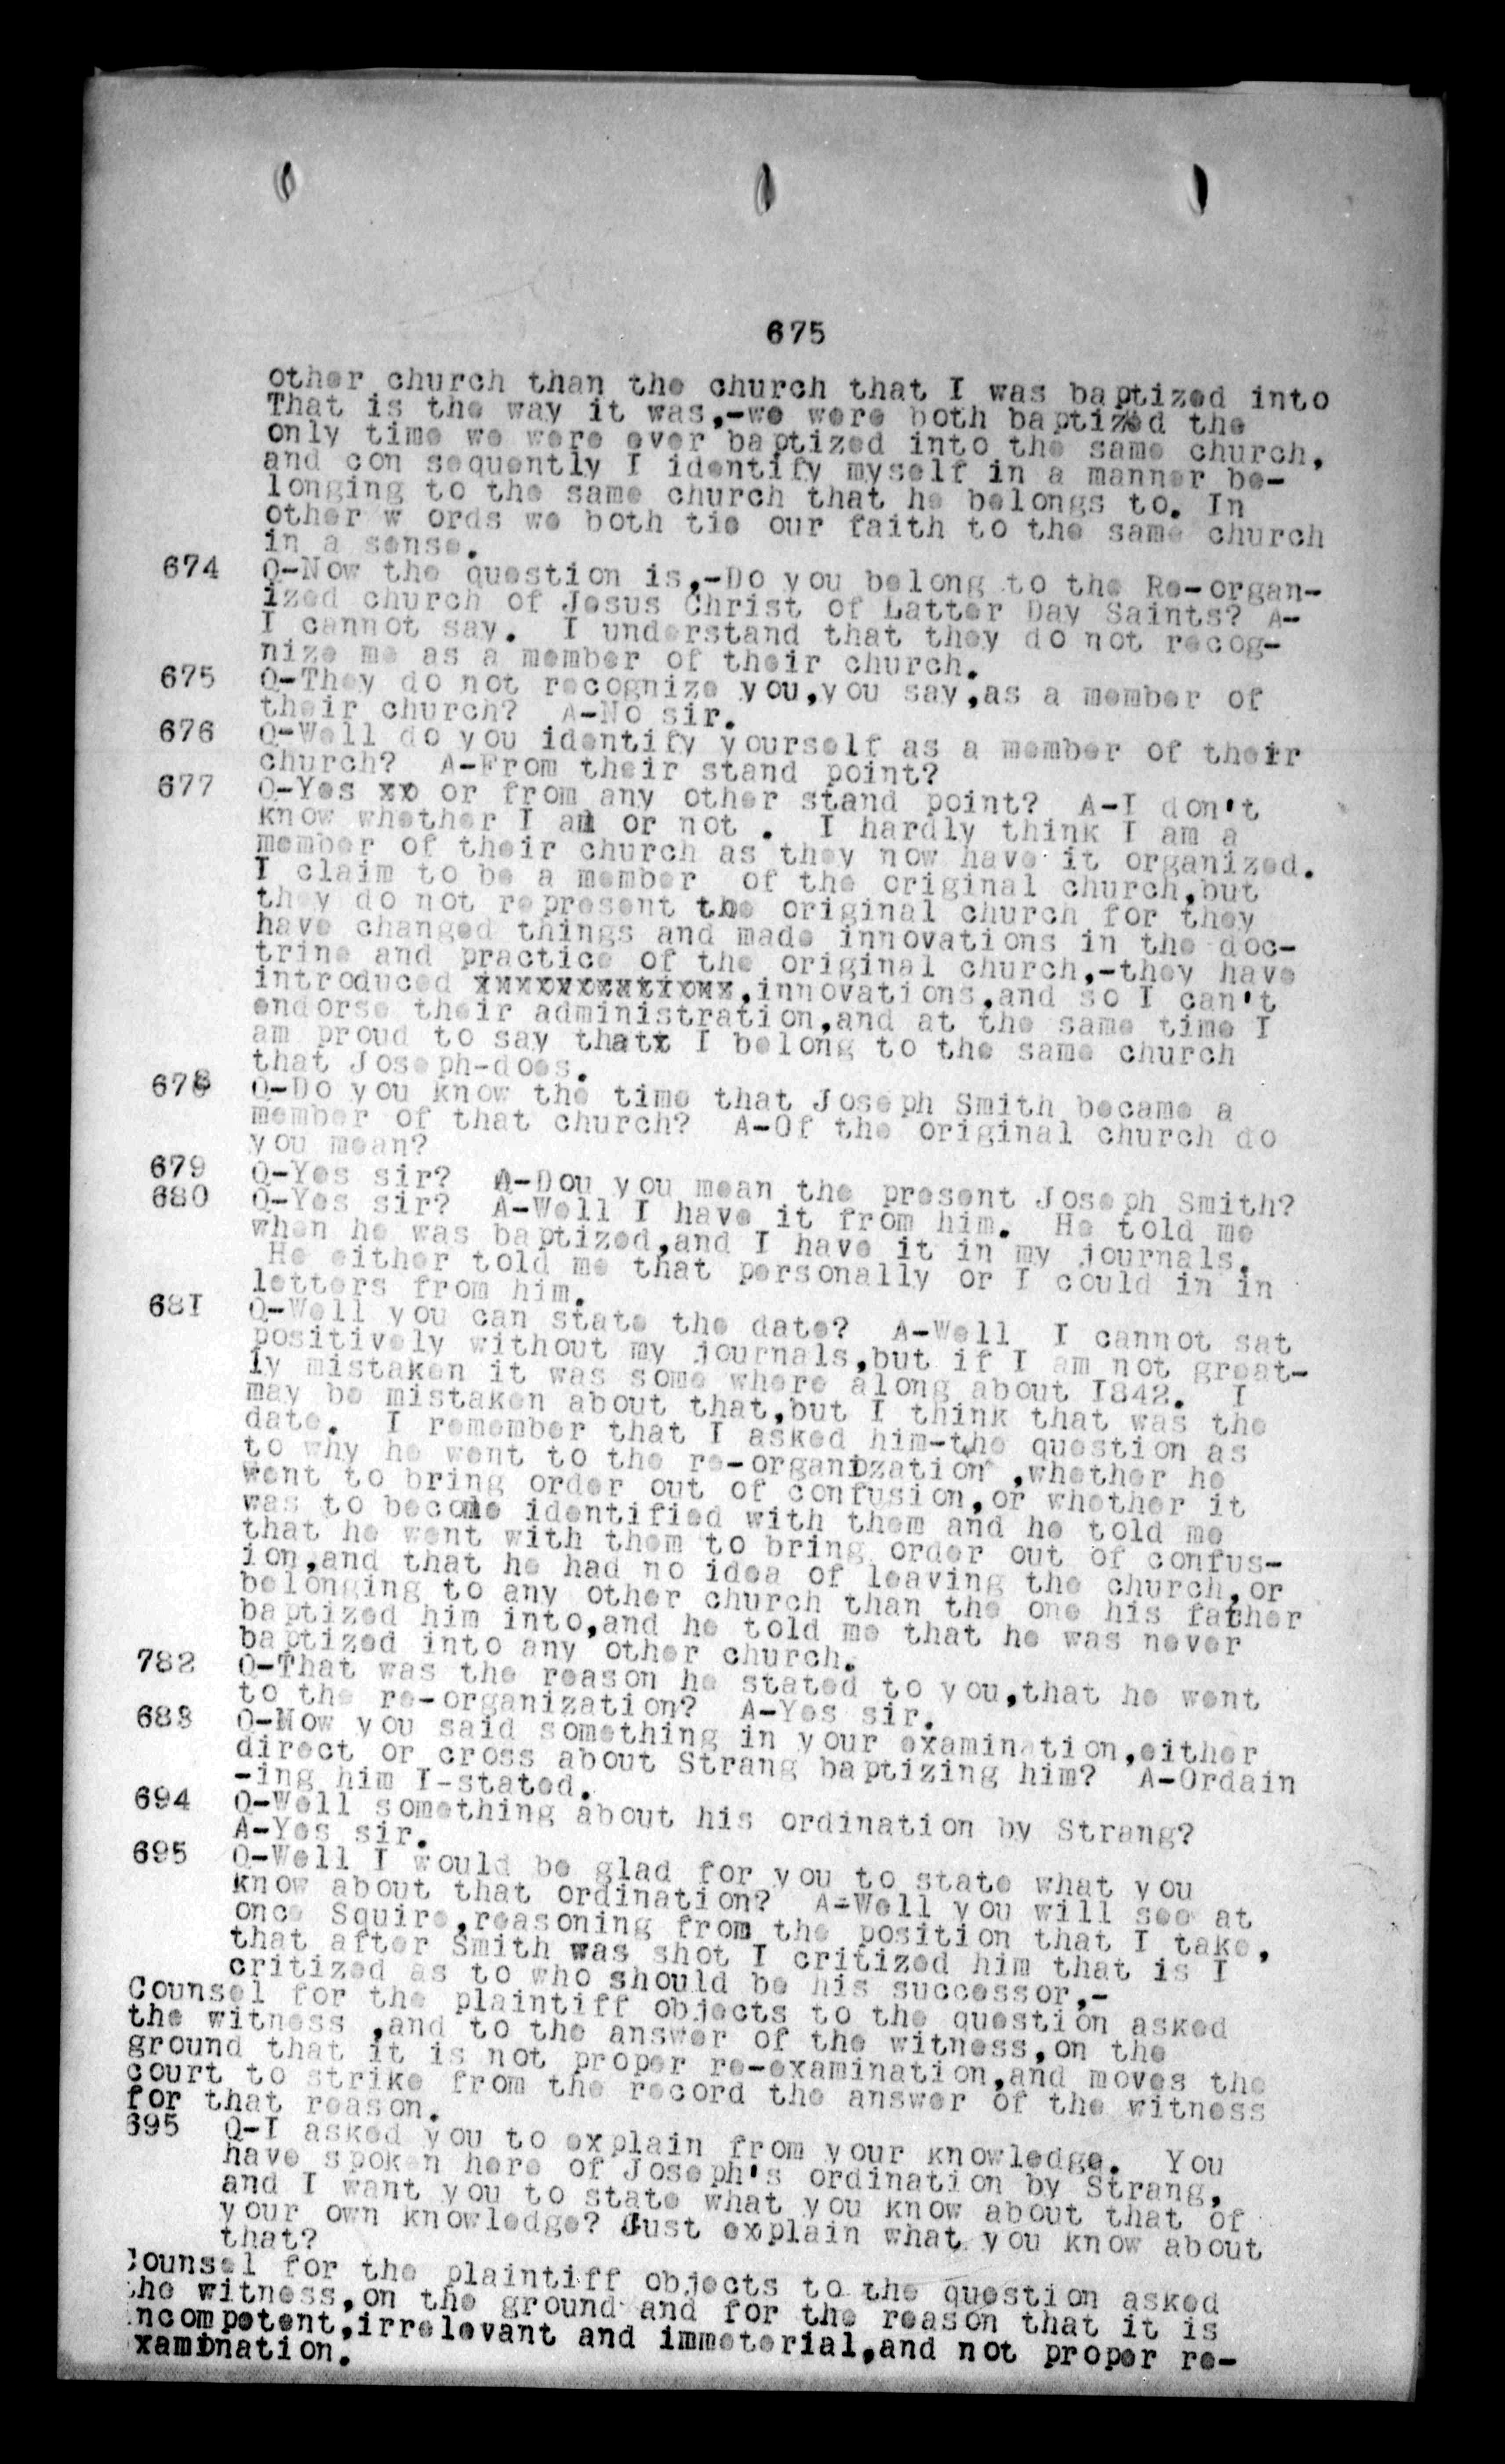 675
other church than the church that I was baptized into
That is the way it was,-we were both baptized the
only time we were ever baptized into the same church,
and con sequently I identify myself in a manner be-
longing to the same church that he belongs to. In
other w ords we both tie our faith to the same church
in a sense.
674 Q-Now the question is,-Do you belong to the Re-organ-
ized church of Jesus Christ of Latter Day Saints? A-
I cannot say. I understand that they do not recog-
nize me as a member of their church.
675 Q-They do not recognize you,you say,as a member of
their church? A-No sir.
676 Q-Well do you identify yourself as a member of their
church? A-From their stand point?
677 Q-Yes xx or from any other stand point? A-I don't
know whether I am or not . I hardly think I am a
member of their church as they now have it organized.
I claim to be a member of the original church,but
they do not represent the original church for they
have changed things and made innovations in the doc-
trine and practice of the original church,-they have
introduced ,innovations,and so I can't
endorse their administration,and at the same time I
am proud to say thatt I belong to the same church
that Joseph-does.
678 Q-Do you know the time that Joseph Smith became a
member of that church? A-Of the original church do
you mean?
679 Q-Yes sir? A-Dou you mean the present Joseph Smith?
680 Q-Yes sir? A-Well I have it from him. He told me
when he was baptized,and I have it in my journals.
He either told me that personally or I could in in
letters from him.
681 Q-Well you can state the date? A-Well I cannot sat
positively without my journals,but if I am not great-
ly mistaken it was some where along about 1842. I
may be mistaken about that,but I think that was the
date. I remember that I asked him-the question as
to why he went to the re-organization ,whether he
went to bring order out of confusion,or whether it
was to become identified with them and he told me
that he went with them to bring order out of confus-
ion,and that he had no idea of leaving the church,or
belonging to any other church than the one his father
baptized him into,and he told me that he was never
baptized into any other church.
782 Q-That was the reason he stated to you,that he went
to the re-organization? A-Yes sir.
683 Q-Now you said something in your examination,either
direct or cross about Strang baptizing him? A-Ordain
-ing him I-stated.
694 Q-Well something about his ordination by Strang?
A-Yes sir.
695 Q-Well I would be glad for you to state what you
know about that ordination? A-Well you will see at
once Squire,reasoning from the position that I take,
that after Smith was shot I critized him that is I
critized as to who should be his successor,-
Counsel for the plaintiff objects to the question asked
the witness ,and to the answer of the witness,on the
ground that it is not proper re-examination,and moves the
court to strike from the record the answer of the witness
for that reason.
695 Q-I asked you to explain from your knowledge. You
have spoken here of Joseph's ordination by Strang,
and I want you to state what you know about that of
your own knowledge? Just explain what you know about
that?
Counsel for the plaintiff objects to the question asked
the witness,on the ground and for the reason that it is
incompetent,irrelevant and immeterial,and not proper re-
xamination.